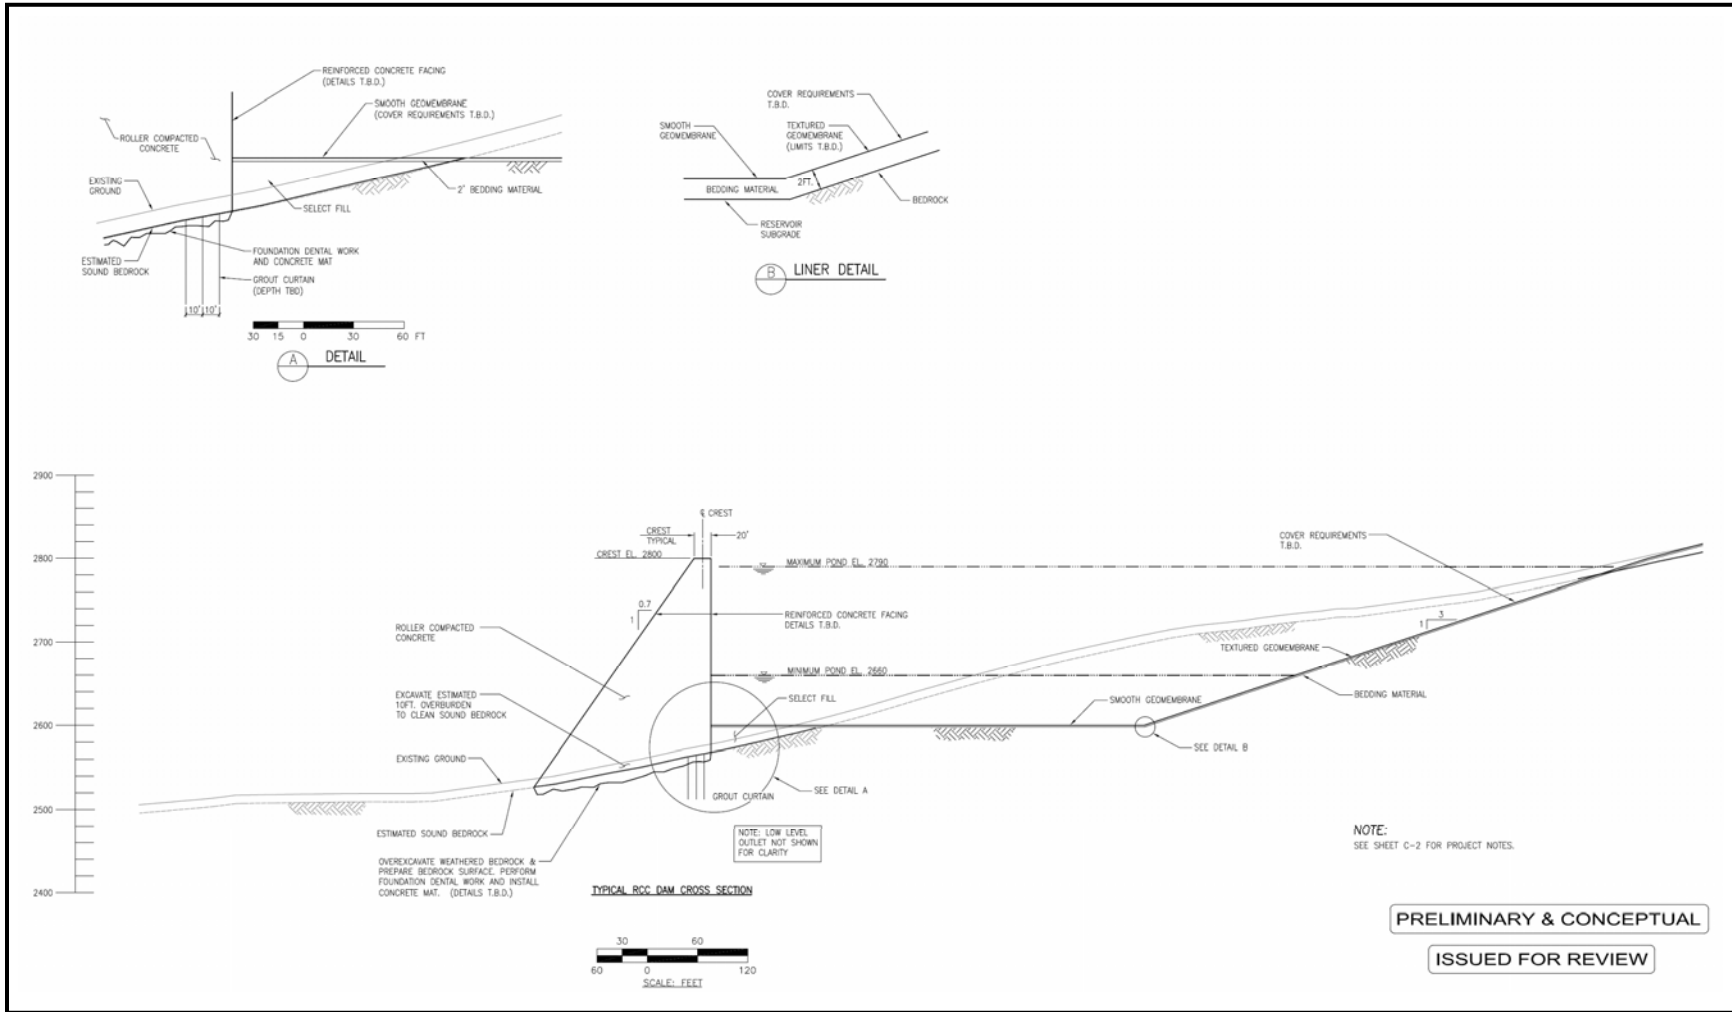 REINFORCED CONCRETE FACING
(DETAILS T.B.D.)
SMOOTH GEOMEMBRANE
(COVER REQUIREMENTS T.B.D.)
ROLLER COMPACTED
CONCRETE
EXISTING
GROUND
2' BEDDING MATERIAL
SELECT FILL
ESTIMATED
SOUND BEDROCK
FOUNDATION DENTAL WORK
AND CONCRETE MAT
GROUT CURTAIN
(DEPTH TBD)
10' 10'
30 15 0 30 60 FT
A DETAIL
COVER REQUIREMENTS
T.B.D.
SMOOTH
GEOMEMBRANE
TEXTURED
GEOMEMBRANE
(LIMITS T.B.D.)
2FT.
BEDDING MATERIAL
BEDROCK
RESERVOIR
SUBGRADE
B LINER DETAIL
2900
2800
2700
2600
2500
2400
℄ CREST
CREST
TYPICAL
20'
CREST EL. 2800
MAXIMUM POND EL. 2790
COVER REQUIREMENTS
T.B.D.
0.7
1
REINFORCED CONCRETE FACING
DETAILS T.B.D.
ROLLER COMPACTED
CONCRETE
3
1
TEXTURED GEOMEMBRANE
MINIMUM POND EL. 2660
EXCAVATE ESTIMATED
10FT. OVERBURDEN
TO CLEAN SOUND BEDROCK
SELECT FILL
SMOOTH GEOMEMBRANE
BEDDING MATERIAL
SEE DETAIL B
EXISTING GROUND
SEE DETAIL A
GROUT CURTAIN
ESTIMATED SOUND BEDROCK
NOTE: LOW LEVEL
OUTLET NOT SHOWN
FOR CLARITY
OVEREXCAVATE WEATHERED BEDROCK &
PREPARE BEDROCK SURFACE. PERFORM
FOUNDATION DENTAL WORK AND INSTALL
CONCRETE MAT. (DETAILS T.B.D.)
TYPICAL RCC DAM CROSS SECTION
30 60
60 0 120
SCALE: FEET
NOTE:
SEE SHEET C-2 FOR PROJECT NOTES.
PRELIMINARY & CONCEPTUAL
ISSUED FOR REVIEW